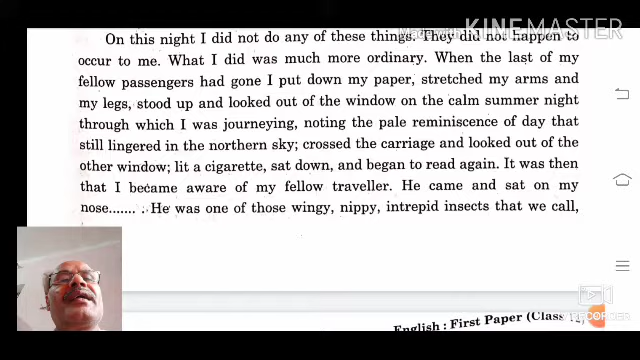 Made with KINEMASTER
On this night I did not do any of these things. They did not happen to
occur to me. What I did was much more ordinary. When the last of my
fellow passengers had gone I put down my paper, stretched my arms and
my legs, stood up and looked out of the window on the calm summer night
through which I was journeying, noting the pale reminiscence of day that
still lingered in the northern sky; crossed the carriage and looked out of the
other window; lit a cigarette, sat down, and began to read again. It was then
that I became aware of my fellow traveller. He came and sat on my
nose....... . He was one of those wingy, nippy, intrepid insects that we call,
English : First Paper (Class 12)
RECORDER